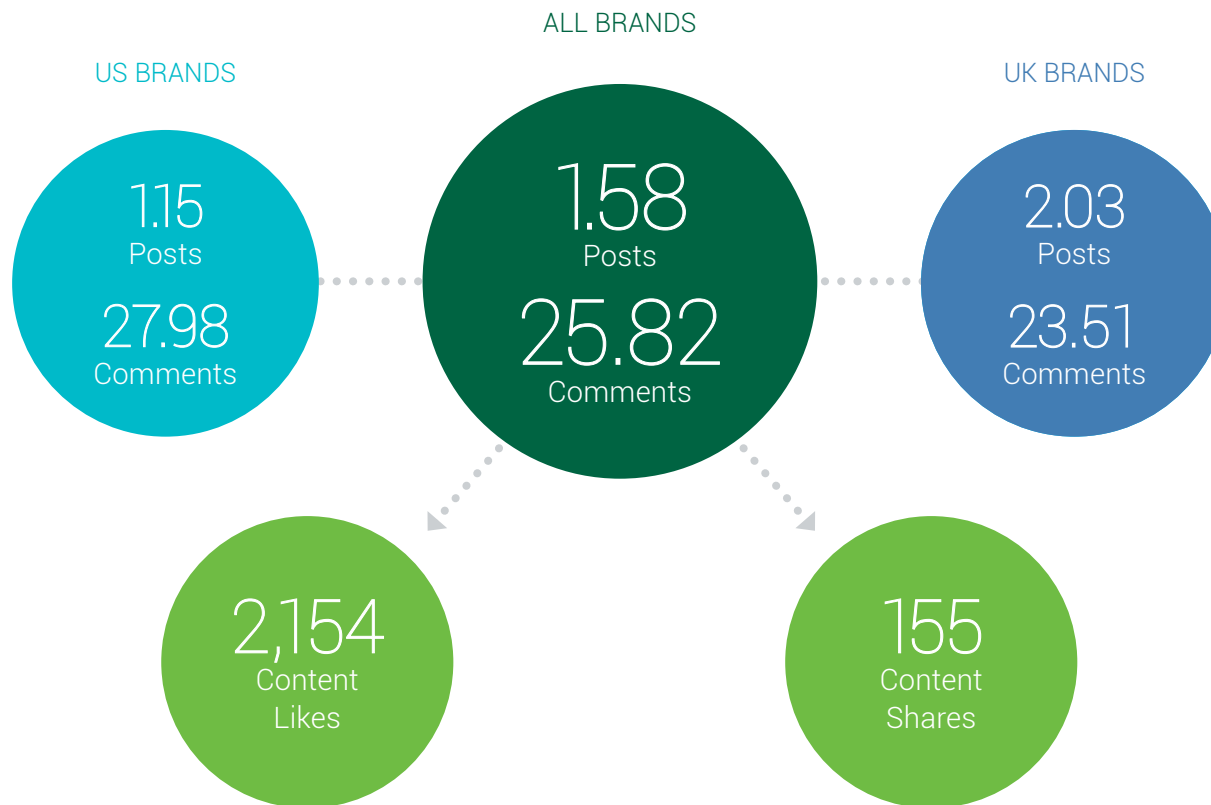 ALL BRANDS
US BRANDS
UK BRANDS
1.15
Posts
27.98
Comments
1.58
Posts
25.82
Comments
2.03
Posts
23.51
Comments
2,154
Content
Likes
155
Content
Shares